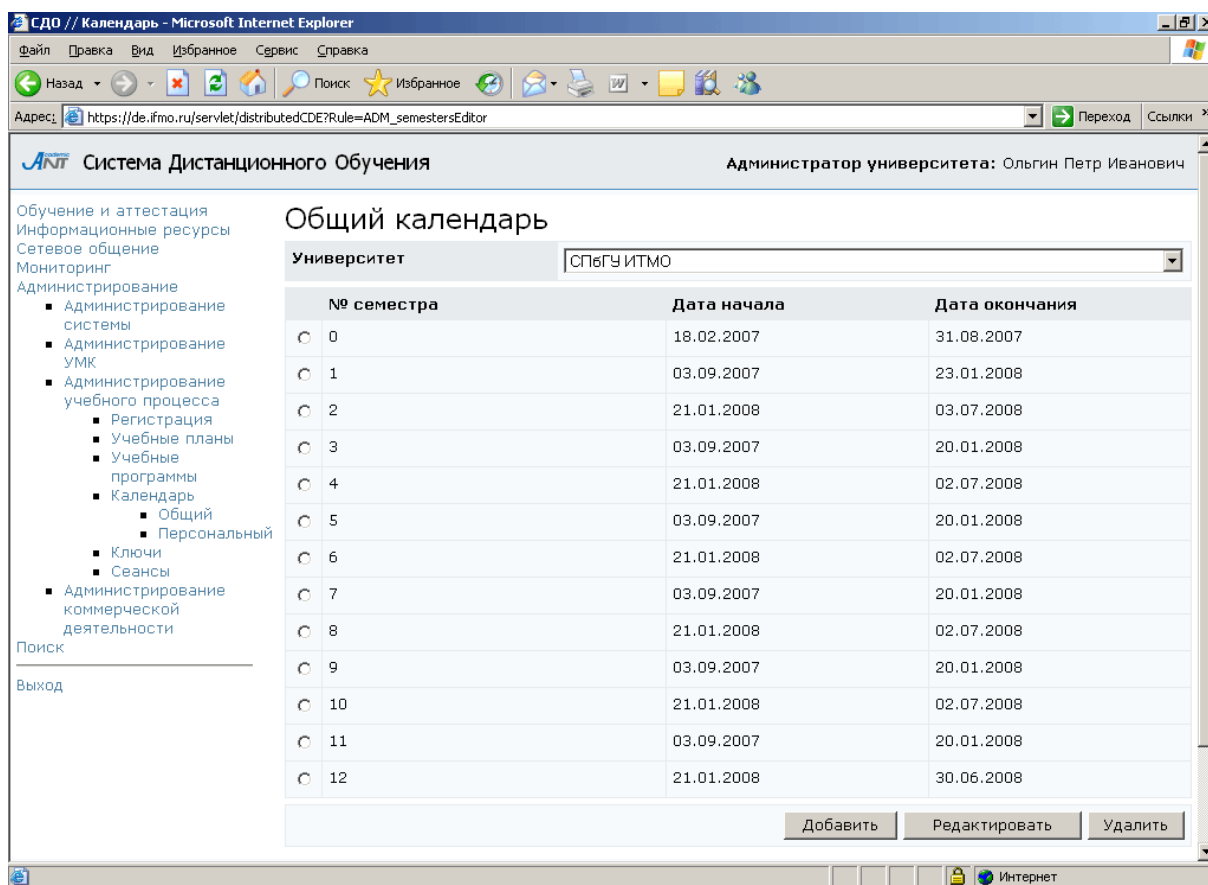 СДО // Календарь - Microsoft Internet Explorer
Файл Правка Вид Избранное Сервис Справка
Назад Поиск Избранное
Адрес: https://de.ifmo.ru/servlet/distributedCDE?Rule=ADM_semestersEditor Переход Ссылки »
Academic ANT Система Дистанционного Обучения Администратор университета: Ольгин Петр Иванович
Обучение и аттестация
Информационные ресурсы
Сетевое общение
Мониторинг
Администрирование
Администрирование
системы
Администрирование
УМК
Администрирование
учебного процесса
Регистрация
Учебные планы
Учебные
программы
Календарь
Общий
Персональный
Ключи
Сеансы
Администрирование
коммерческой
деятельности
Поиск
Выход
Общий календарь
Университет СПбГУ ИТМО
№ семестра Дата начала Дата окончания
0 18.02.2007 31.08.2007
1 03.09.2007 23.01.2008
2 21.01.2008 03.07.2008
3 03.09.2007 20.01.2008
4 21.01.2008 02.07.2008
5 03.09.2007 20.01.2008
6 21.01.2008 02.07.2008
7 03.09.2007 20.01.2008
8 21.01.2008 02.07.2008
9 03.09.2007 20.01.2008
10 21.01.2008 02.07.2008
11 03.09.2007 20.01.2008
12 21.01.2008 30.06.2008
Добавить Редактировать Удалить
Интернет